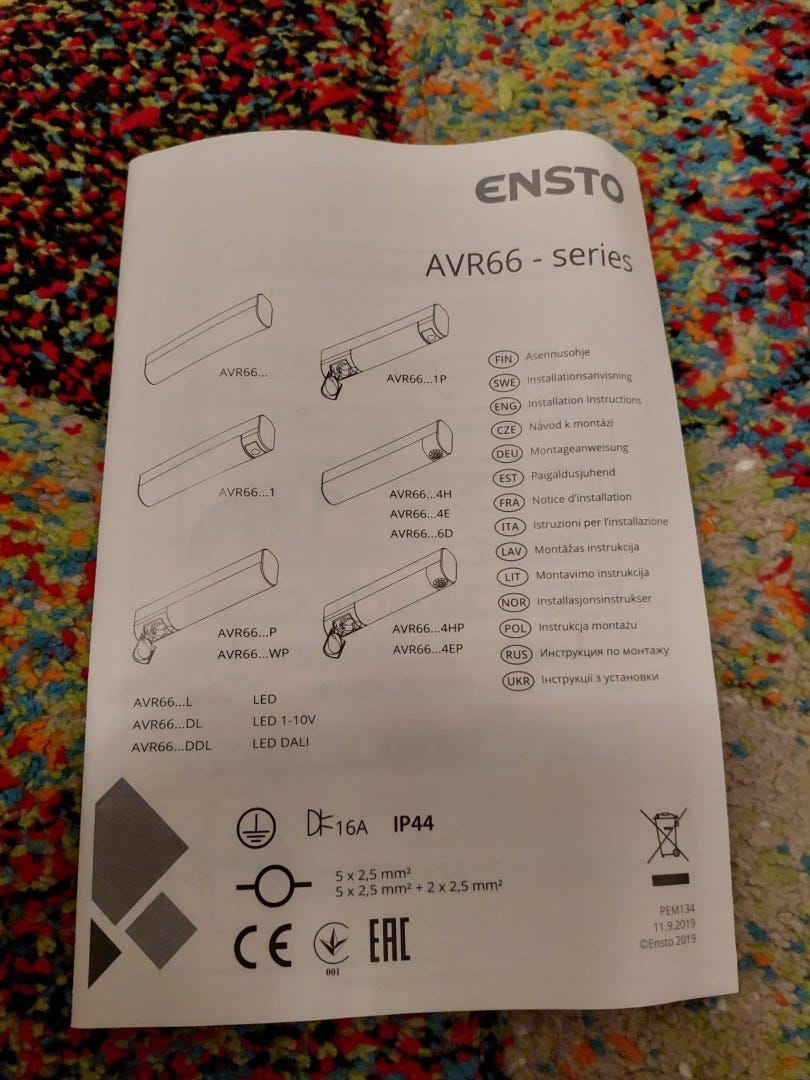 ENSTO
AVR66 - series
AVR66...
AVR66...1P
AVR66...1
AVR66...4H
AVR66...4E
AVR66...6D
AVR66...P
AVR66...WP
AVR66...4HP
AVR66...4EP
FIN Asennusohje
SWE Installationsanvisning
ENG Installation Instructions
CZE Návod k montázi
DEU Montageanweisung
EST Paigaldusjuhend
FRA Notice d'installation
ITA Istruzioni per l'installazione
LAV Montāžas instrukcija
LIT Montavimo instrukcija
NOR Installasjonsinstrukser
POL Instrukcja montażu
RUS Инструкция по монтажу
UKR Інструкції з установки
AVR66...L LED
AVR66...DL LED 1-10V
AVR66...DDL LED DALI
16A IP44
5 x 2,5 mm²
5 x 2,5 mm² + 2 x 2,5 mm²
CE 001 EAC
PEM134
11.9.2019
©Ensto 2019